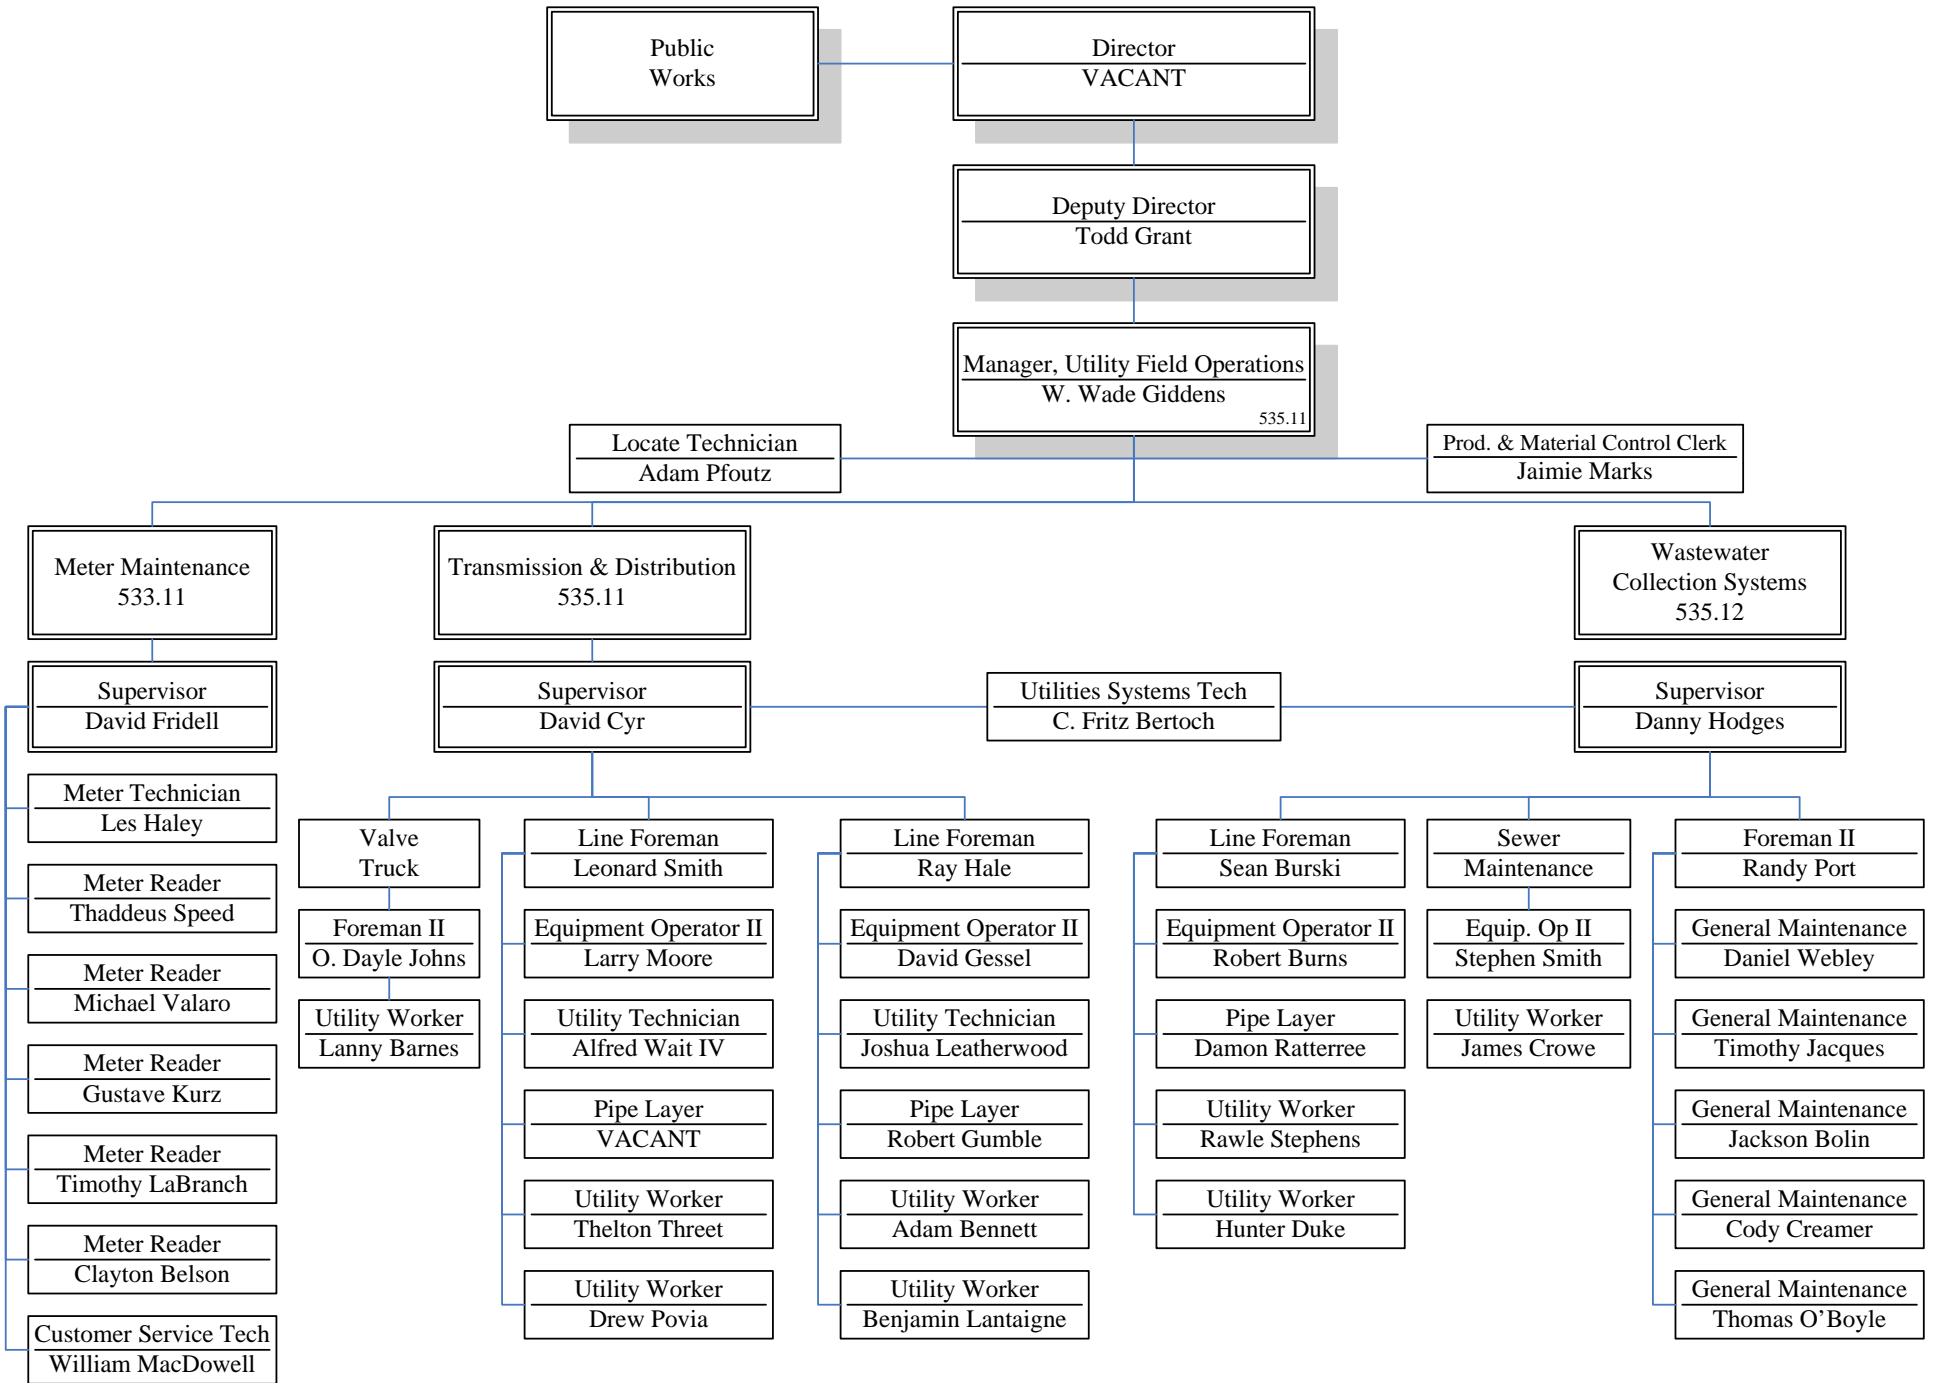 Public
Works
Director
VACANT
Deputy Director
Todd Grant
Manager, Utility Field Operations
W. Wade Giddens
535.11
Locate Technician
Adam Pfoutz
Prod. & Material Control Clerk
Jaimie Marks
Meter Maintenance
533.11
Transmission & Distribution
535.11
Wastewater
Collection Systems
535.12
Supervisor
David Fridell
Supervisor
David Cyr
Utilities Systems Tech
C. Fritz Bertoch
Supervisor
Danny Hodges
Meter Technician
Les Haley
Meter Reader
Thaddeus Speed
Meter Reader
Michael Valaro
Meter Reader
Gustave Kurz
Meter Reader
Timothy LaBranch
Meter Reader
Clayton Belson
Customer Service Tech
William MacDowell
Valve
Truck
Foreman II
O. Dayle Johns
Utility Worker
Lanny Barnes
Line Foreman
Leonard Smith
Equipment Operator II
Larry Moore
Utility Technician
Alfred Wait IV
Pipe Layer
VACANT
Utility Worker
Thelton Threet
Utility Worker
Drew Povia
Line Foreman
Ray Hale
Equipment Operator II
David Gessel
Utility Technician
Joshua Leatherwood
Pipe Layer
Robert Gumble
Utility Worker
Adam Bennett
Utility Worker
Benjamin Lantaigne
Line Foreman
Sean Burski
Equipment Operator II
Robert Burns
Pipe Layer
Damon Ratterree
Utility Worker
Rawle Stephens
Utility Worker
Hunter Duke
Sewer
Maintenance
Equip. Op II
Stephen Smith
Utility Worker
James Crowe
Foreman II
Randy Port
General Maintenance
Daniel Webley
General Maintenance
Timothy Jacques
General Maintenance
Jackson Bolin
General Maintenance
Cody Creamer
General Maintenance
Thomas O’Boyle